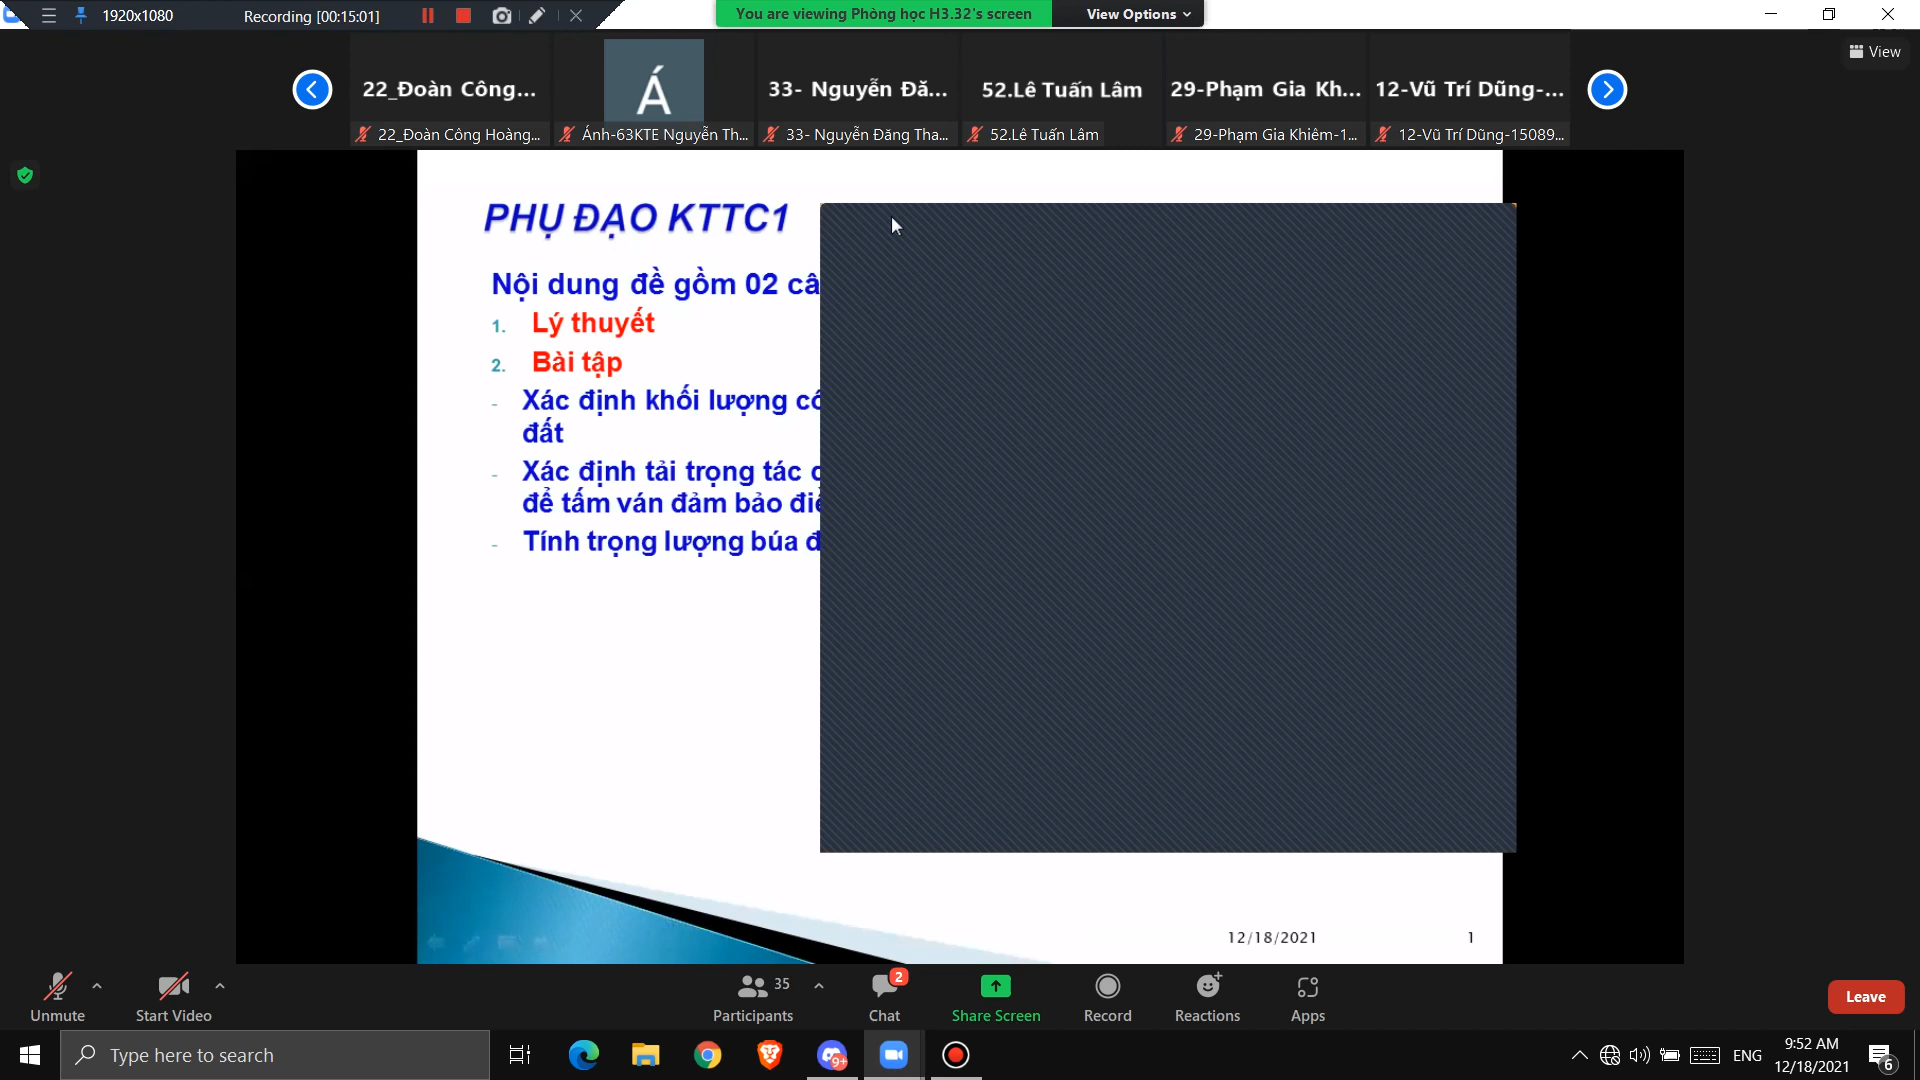 1920x1080
Recording [00:15:01]
You are viewing Phòng học H3.32's screen
View Options
View
22_Đoàn Công...
Á
33- Nguyễn Đă...
52.Lê Tuấn Lâm
29-Phạm Gia Kh...
12-Vũ Trí Dũng-...
22_Đoàn Công Hoàng...
Ánh-63KTE Nguyễn Th...
33- Nguyễn Đăng Tha...
52.Lê Tuấn Lâm
29-Phạm Gia Khiêm-1...
12-Vũ Trí Dũng-15089...
PHỤ ĐẠO KTTC1
Nội dung đề gồm 02 câ
1. Lý thuyết
2. Bài tập
- Xác định khối lượng cô
đất
- Xác định tải trọng tác
để tấm ván đảm bảo điề
- Tính trọng lượng búa đ
12/18/2021
1
Unmute
Start Video
35
Participants
2
Chat
Share Screen
Record
Reactions
Apps
Leave
Type here to search
9+
ENG
9:52 AM
12/18/2021
6